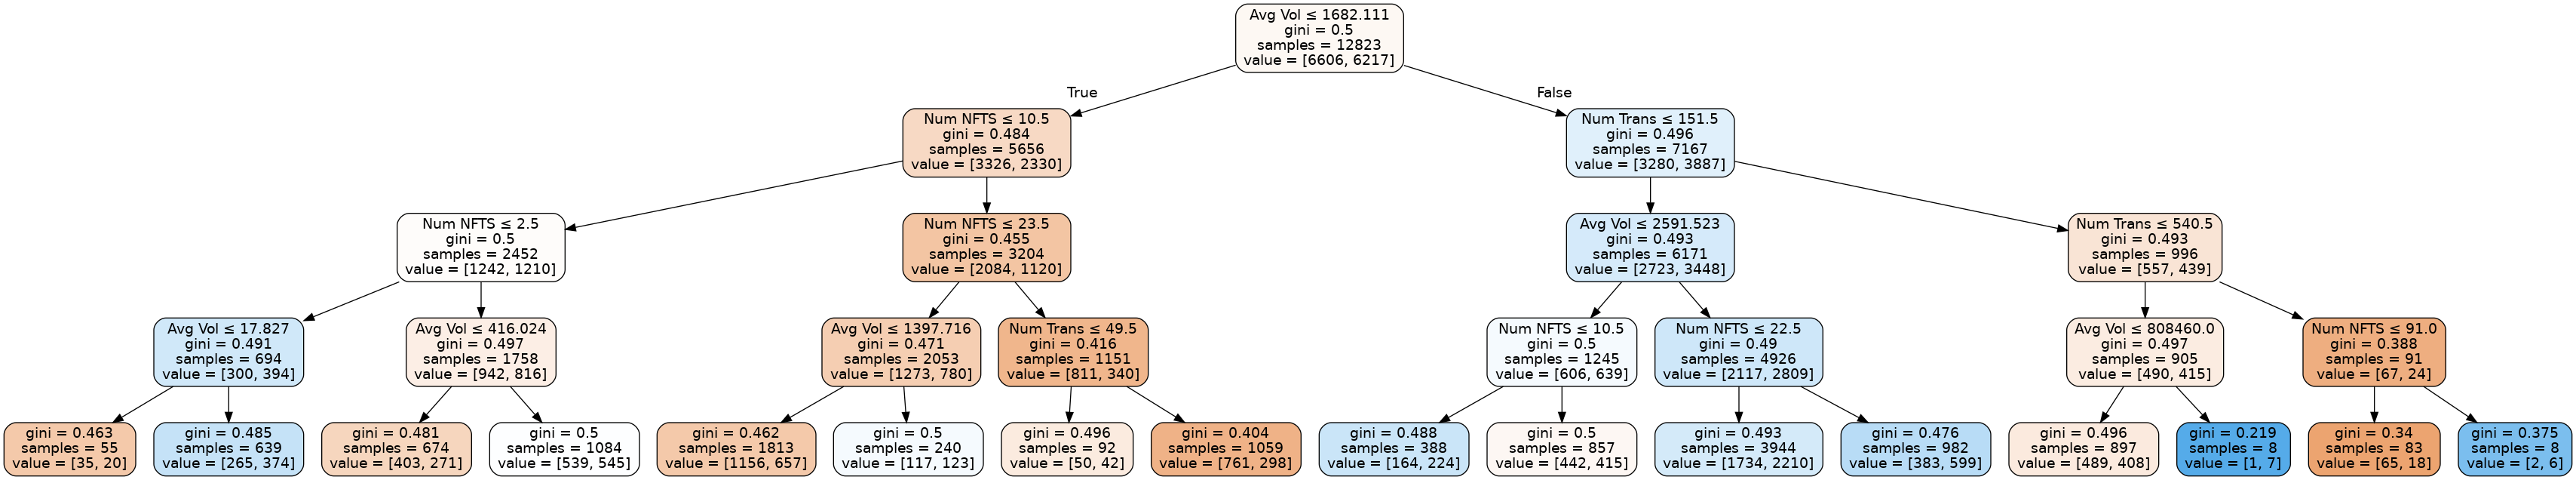 Avg Vol ≤ 1682.111
gini = 0.5
samples = 12823
value = [6606, 6217]
True
False
Num NFTS ≤ 10.5
gini = 0.484
samples = 5656
value = [3326, 2330]
Num Trans ≤ 151.5
gini = 0.496
samples = 7167
value = [3280, 3887]
Num NFTS ≤ 2.5
gini = 0.5
samples = 2452
value = [1242, 1210]
Num NFTS ≤ 23.5
gini = 0.455
samples = 3204
value = [2084, 1120]
Avg Vol ≤ 2591.523
gini = 0.493
samples = 6171
value = [2723, 3448]
Num Trans ≤ 540.5
gini = 0.493
samples = 996
value = [557, 439]
Avg Vol ≤ 17.827
gini = 0.491
samples = 694
value = [300, 394]
Avg Vol ≤ 416.024
gini = 0.497
samples = 1758
value = [942, 816]
Avg Vol ≤ 1397.716
gini = 0.471
samples = 2053
value = [1273, 780]
Num Trans ≤ 49.5
gini = 0.416
samples = 1151
value = [811, 340]
Num NFTS ≤ 10.5
gini = 0.5
samples = 1245
value = [606, 639]
Num NFTS ≤ 22.5
gini = 0.49
samples = 4926
value = [2117, 2809]
Avg Vol ≤ 808460.0
gini = 0.497
samples = 905
value = [490, 415]
Num NFTS ≤ 91.0
gini = 0.388
samples = 91
value = [67, 24]
gini = 0.463
samples = 55
value = [35, 20]
gini = 0.485
samples = 639
value = [265, 374]
gini = 0.481
samples = 674
value = [403, 271]
gini = 0.5
samples = 1084
value = [539, 545]
gini = 0.462
samples = 1813
value = [1156, 657]
gini = 0.5
samples = 240
value = [117, 123]
gini = 0.496
samples = 92
value = [50, 42]
gini = 0.404
samples = 1059
value = [761, 298]
gini = 0.488
samples = 388
value = [164, 224]
gini = 0.5
samples = 857
value = [442, 415]
gini = 0.493
samples = 3944
value = [1734, 2210]
gini = 0.476
samples = 982
value = [383, 599]
gini = 0.496
samples = 897
value = [489, 408]
gini = 0.219
samples = 8
value = [1, 7]
gini = 0.34
samples = 83
value = [65, 18]
gini = 0.375
samples = 8
value = [2, 6]